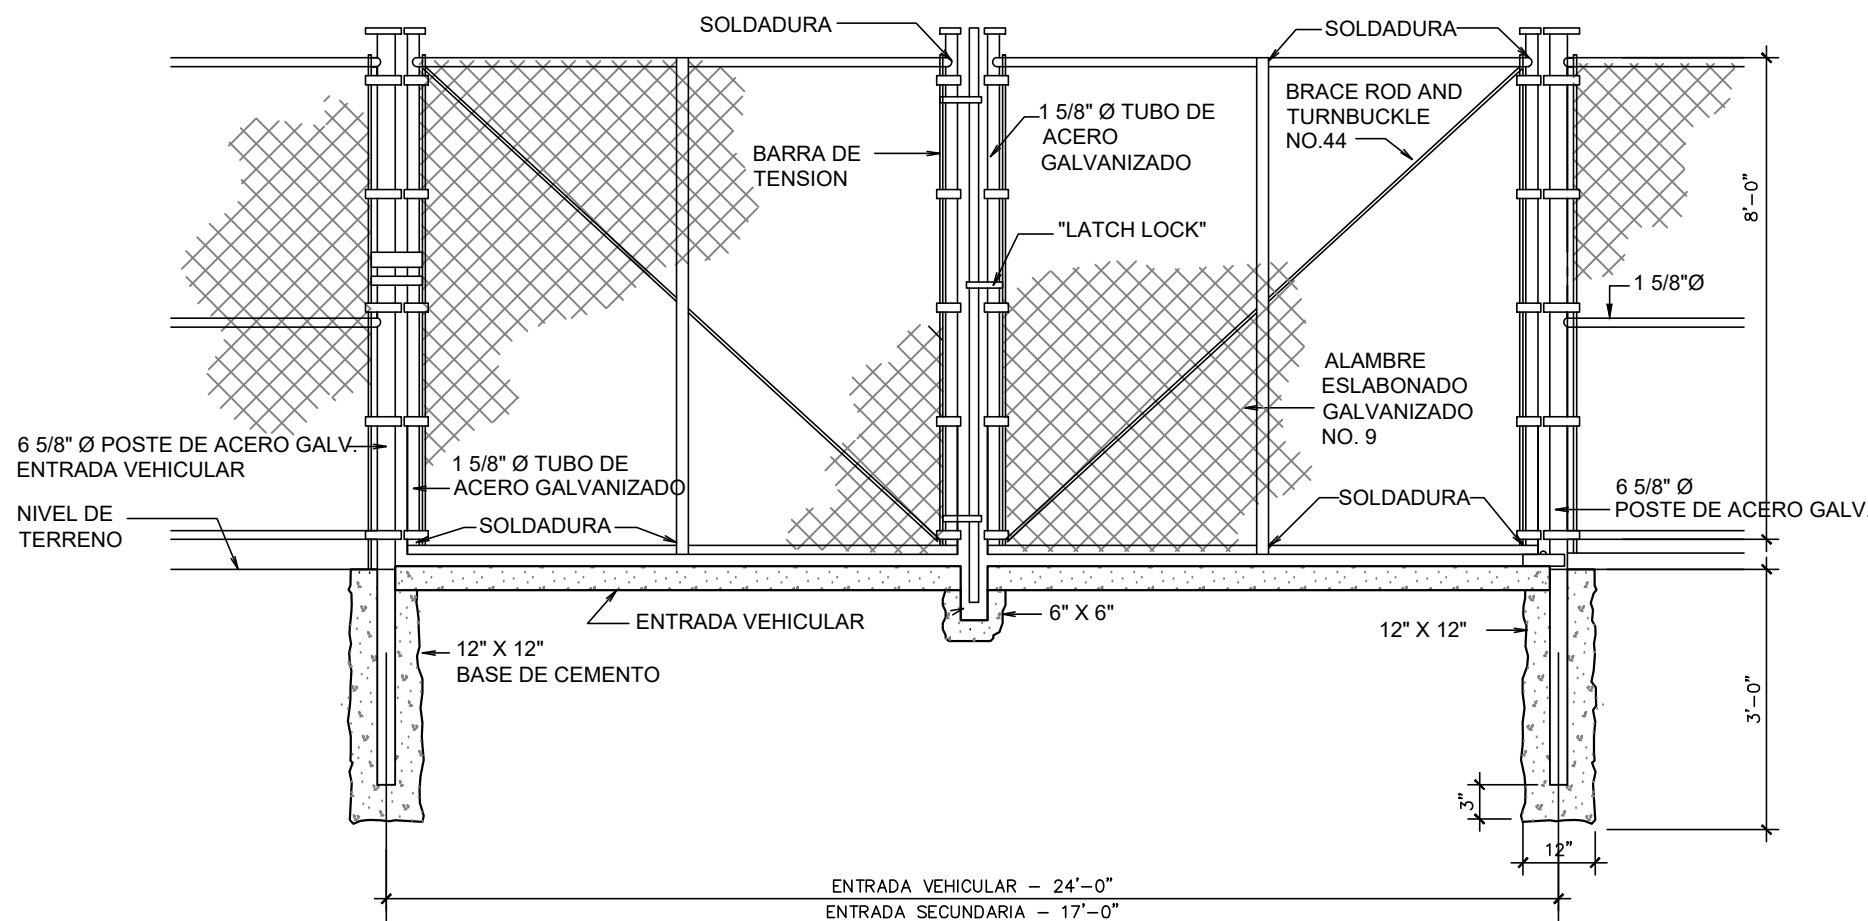 SOLDADURA
SOLDADURA
BRACE ROD AND
TURNBUCKLE
NO.44
1 5/8" Ø TUBO DE
ACERO
GALVANIZADO
BARRA DE
TENSION
8'-0"
"LATCH LOCK"
1 5/8"Ø
ALAMBRE
ESLABONADO
GALVANIZADO
NO. 9
6 5/8" Ø POSTE DE ACERO GALV.
ENTRADA VEHICULAR
1 5/8" Ø TUBO DE
ACERO GALVANIZADO
6 5/8" Ø
POSTE DE ACERO GALV.
NIVEL DE
TERRENO
SOLDADURA
SOLDADURA
ENTRADA VEHICULAR
6" X 6"
12" X 12"
12" X 12"
BASE DE CEMENTO
3'-0"
3"
12"
ENTRADA VEHICULAR - 24'-0"
ENTRADA SECUNDARIA - 17'-0"